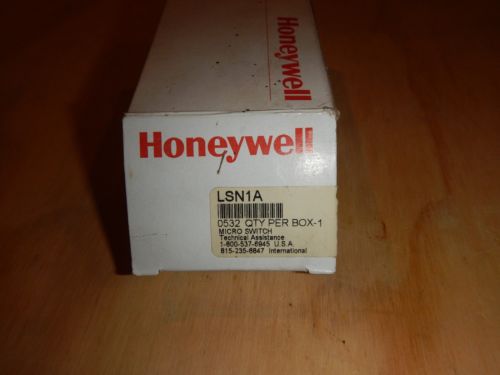 Honeywell
Honeywell
LSN1A
0532 QTY PER BOX-1
MICRO SWITCH
Technical Assistance
1-800-537-6945 U.S.A.
815-235-6847 International